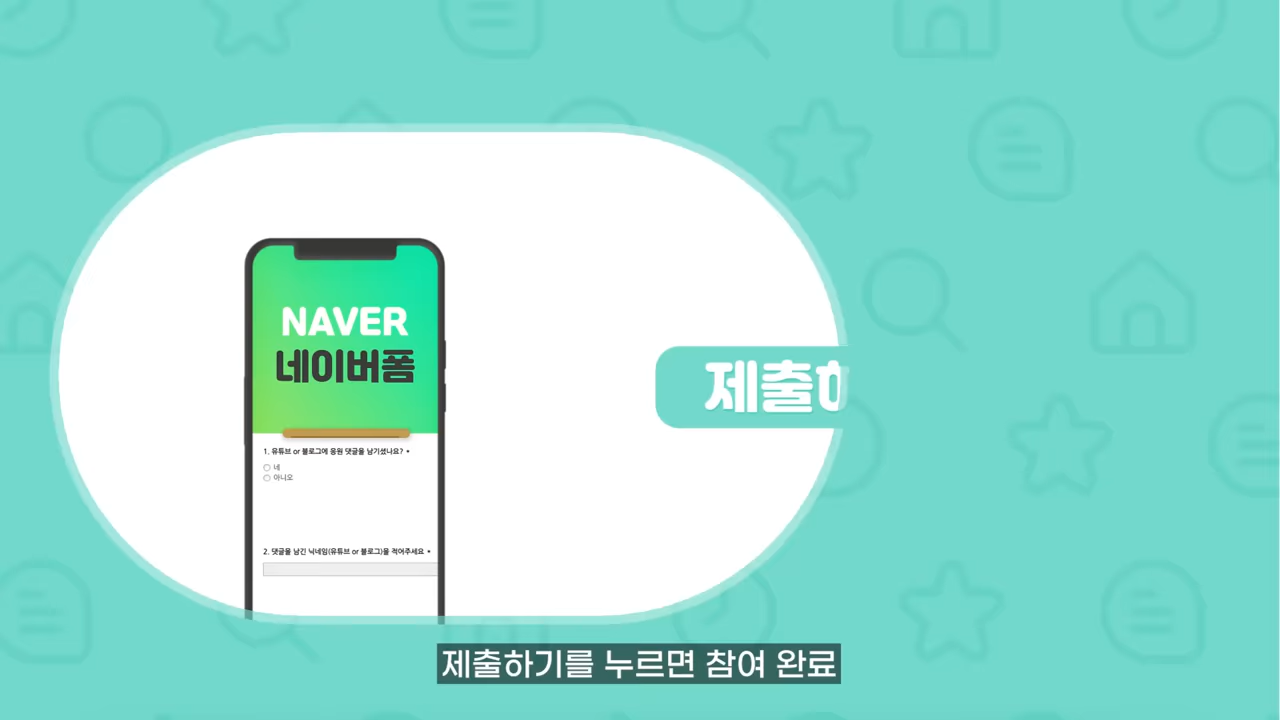 NAVER
네이버폼
1. 유튜브 or 블로그에 응원 댓글을 남기셨나요? *
네
아니오
2. 댓글을 남긴 닉네임(유튜브 or 블로그)을 적어주세요 *
제출하
제출하기를 누르면 참여 완료